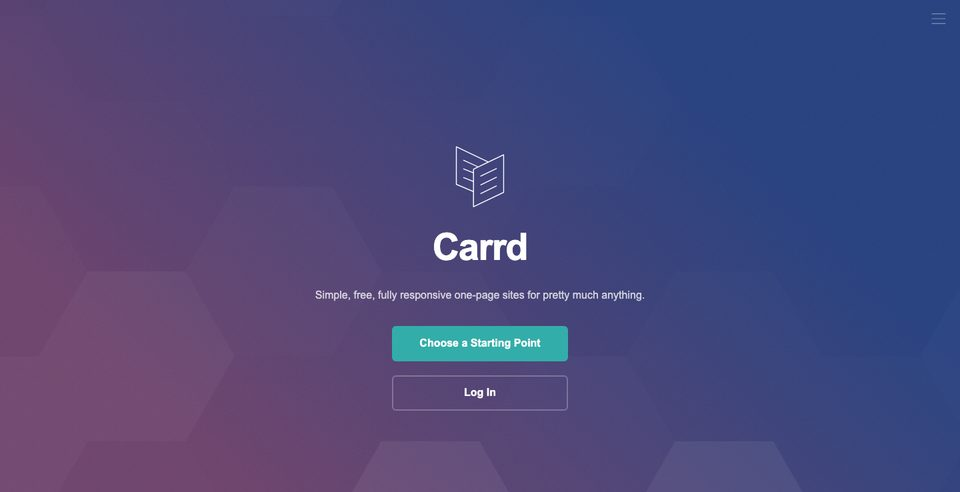 Carrd
Simple, free, fully responsive one-page sites for pretty much anything.
Choose a Starting Point
Log In